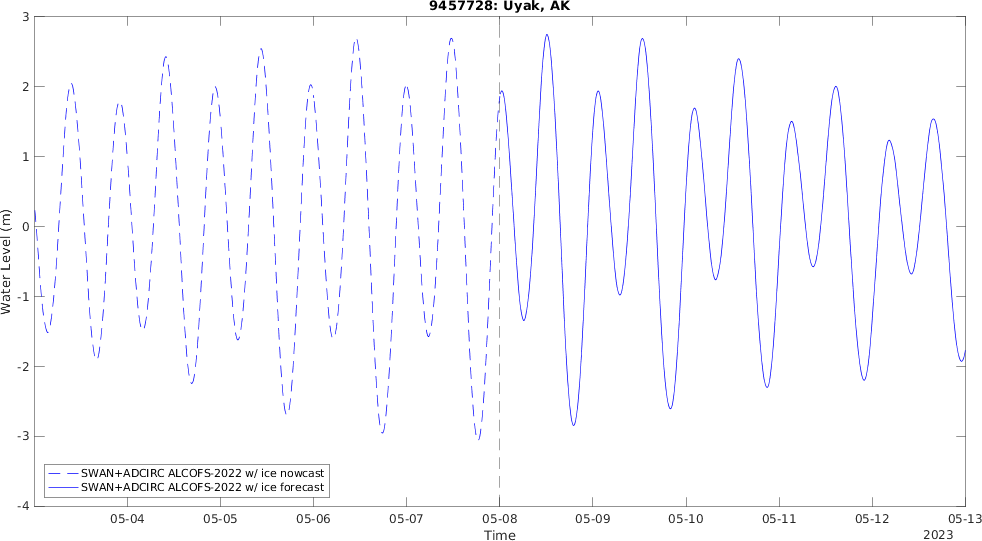 9457728: Uyak, AK
3
2
1
0
-1
-2
-3
-4
Water Level (m)
SWAN+ADCIRC ALCOFS-2022 w/ ice nowcast
SWAN+ADCIRC ALCOFS-2022 w/ ice forecast
05-04 05-05 05-06 05-07 05-08 05-09 05-10 05-11 05-12 05-13
Time
2023